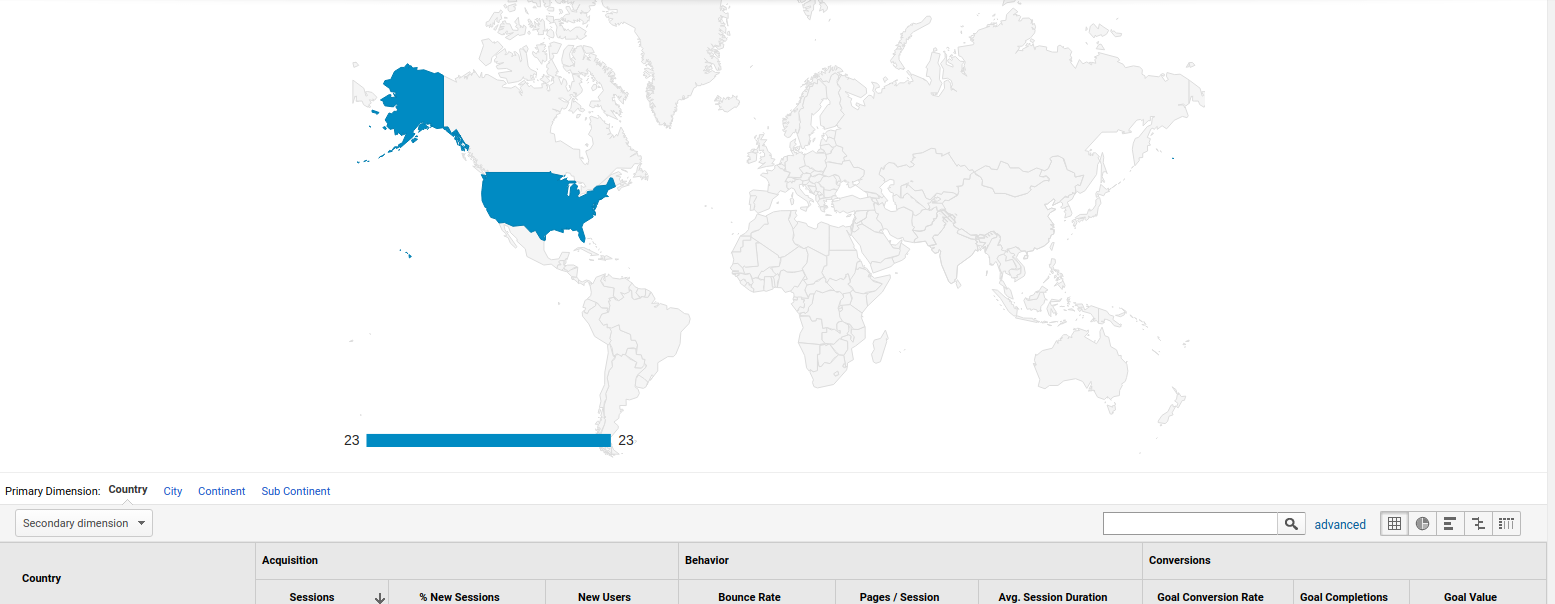 23 23
Primary Dimension: Country City Continent Sub Continent
Secondary dimension advanced
Country Acquisition Behavior Conversions
Sessions % New Sessions New Users Bounce Rate Pages / Session Avg. Session Duration Goal Conversion Rate Goal Completions Goal Value